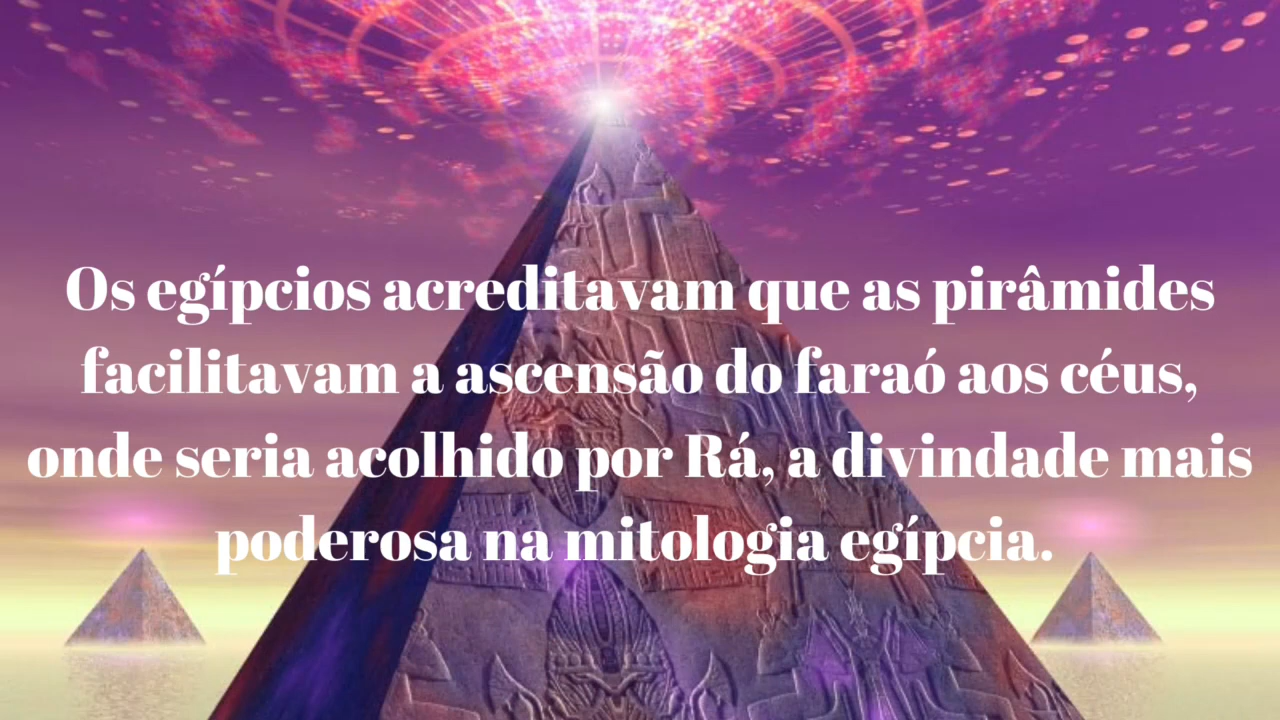 Os egípcios acreditavam que as pirâmides
facilitavam a ascensão do faraó aos céus,
onde seria acolhido por Rá, a divindade mais
poderosa na mitologia egípcia.